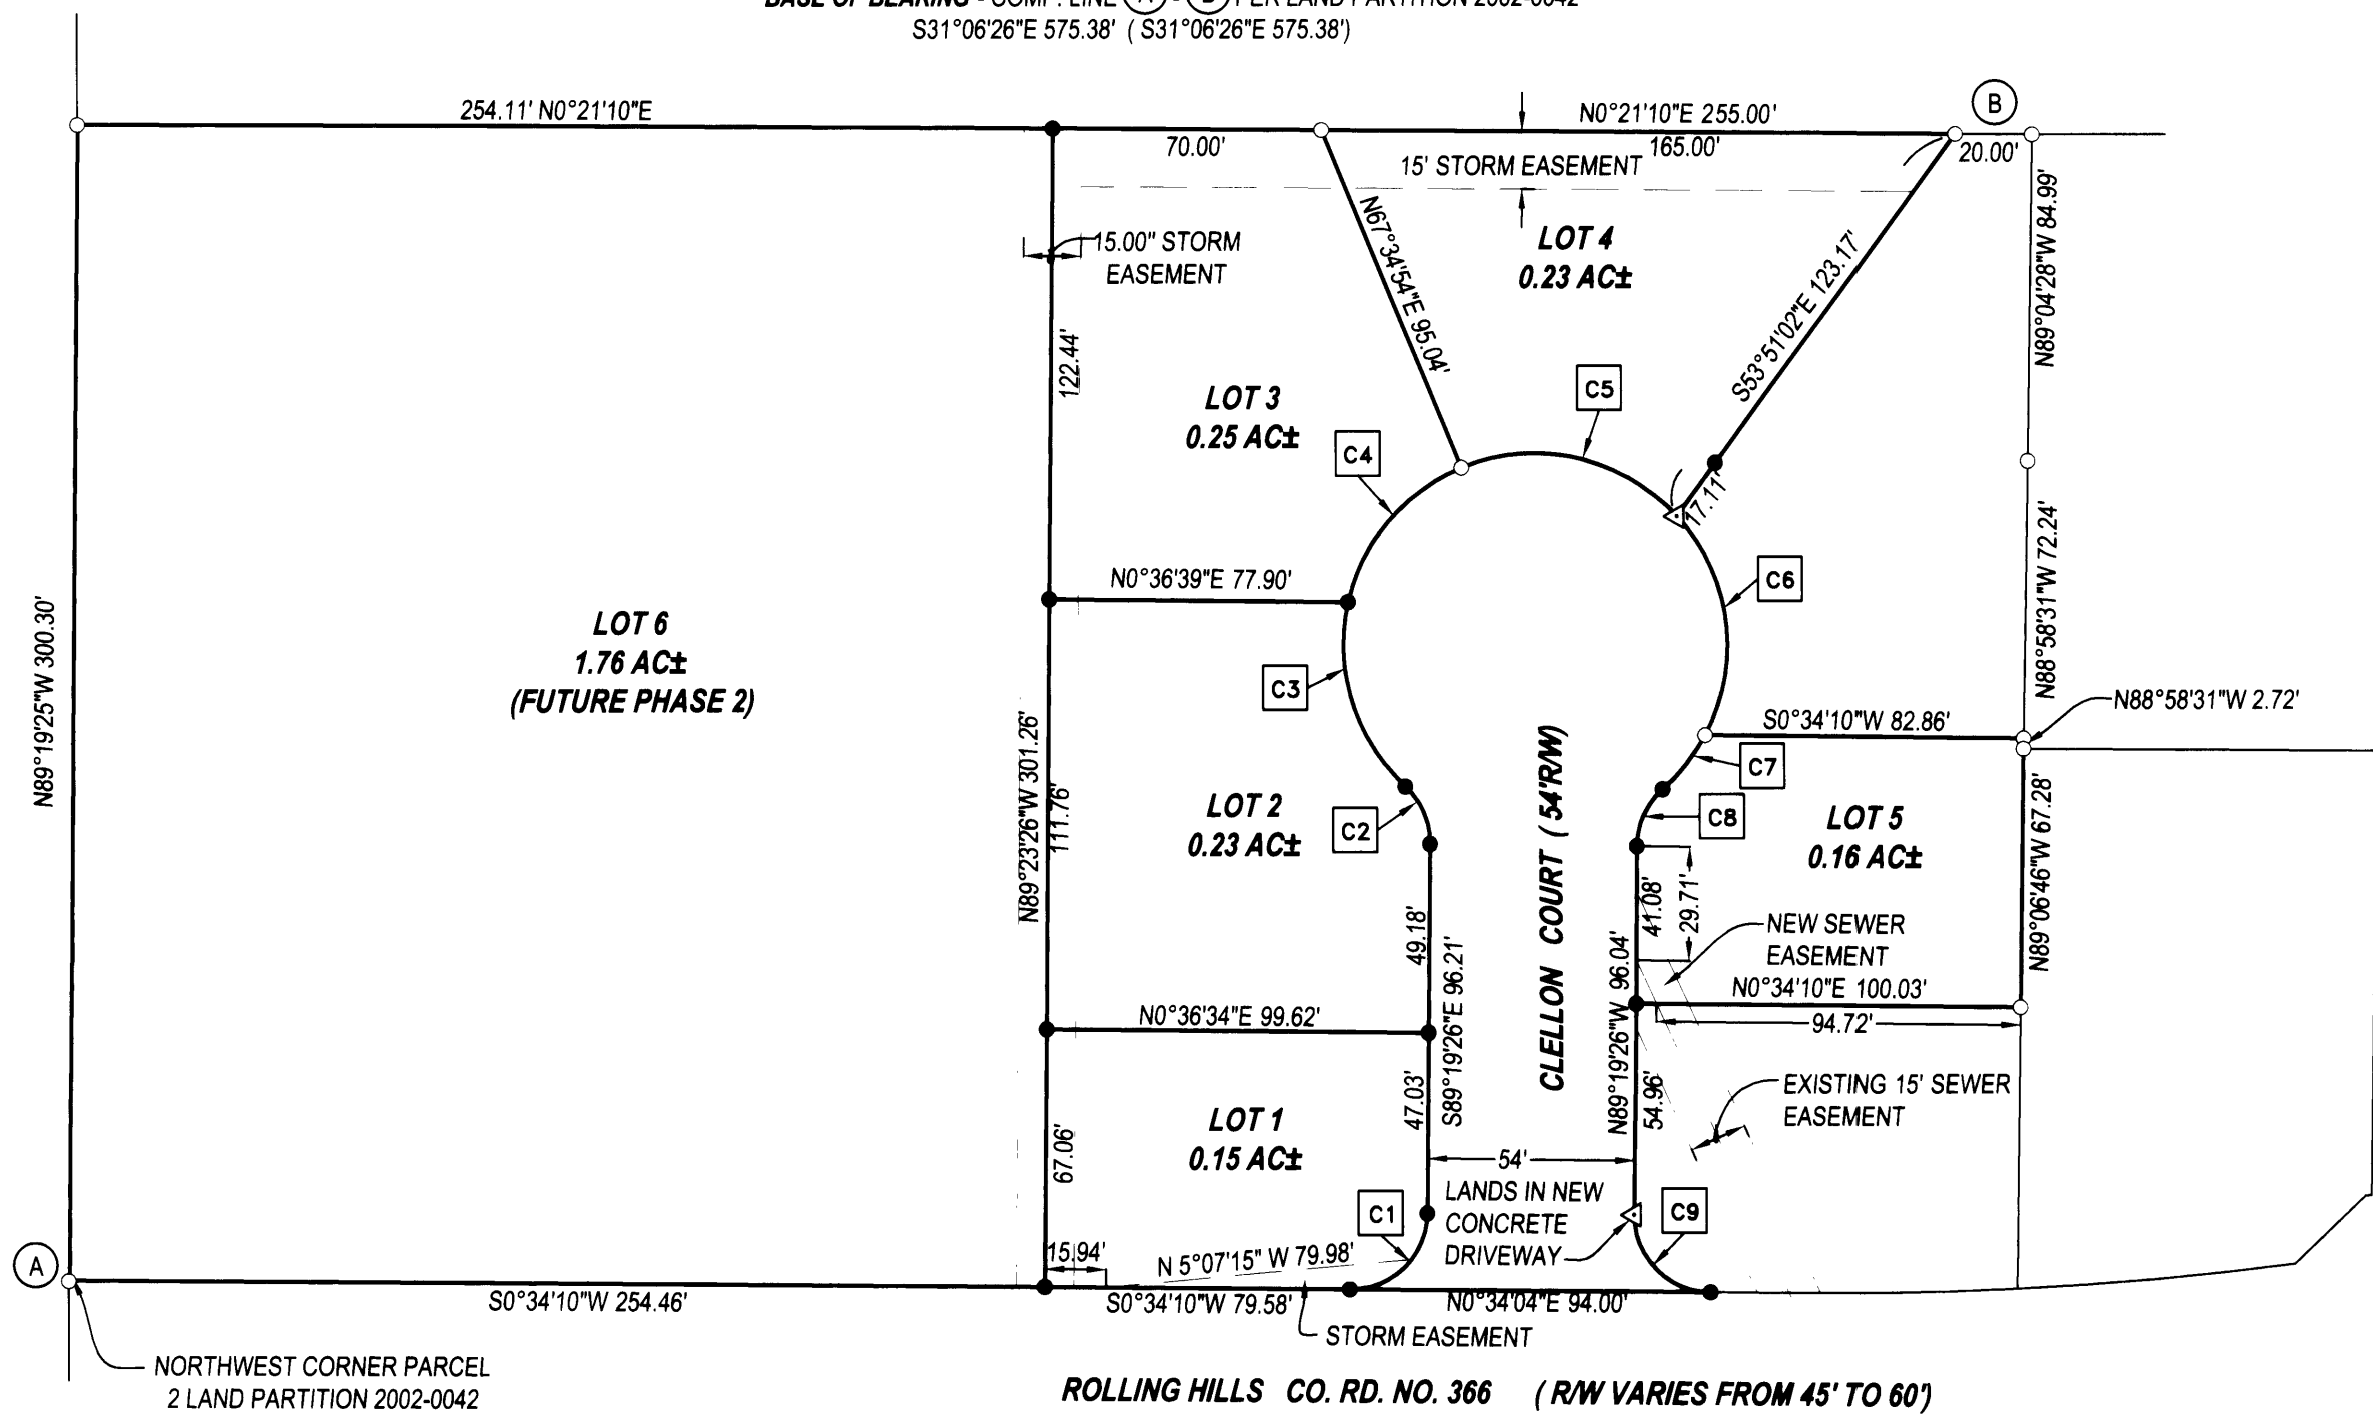 BASE OF BEARING - COMP. LINE A - B PER LAND PARTITION 2002-0042
S31°06'26"E 575.38' ( S31°06'26"E 575.38')
254.11' N0°21'10"E
N0°21'10"E 255.00'
B
70.00'
165.00'
20.00'
15' STORM EASEMENT
15.00" STORM
EASEMENT
N67°34'54"E 95.04'
LOT 4
0.23 AC±
S53°51'02"E 123.17'
N89°04'28"W 84.99'
122.44'
LOT 3
0.25 AC±
C4
C5
17.11'
N88°58'31"W 72.24'
N0°36'39"E 77.90'
C6
N89°19'25"W 300.30'
LOT 6
1.76 AC±
(FUTURE PHASE 2)
C3
S0°34'10"W 82.86'
N88°58'31"W 2.72'
C7
N89°23'26"W 301.26'
111.76'
LOT 2
0.23 AC±
C2
CLELLON COURT ( 54'R/W)
C8
LOT 5
0.16 AC±
N89°06'46"W 67.28'
49.18'
S89°19'26"E 96.21'
N89°19'26"W 96.04'
41.08'
29.71'
NEW SEWER
EASEMENT
N0°34'10"E 100.03'
94.72'
N0°36'34"E 99.62'
LOT 1
0.15 AC±
67.06'
47.03'
54.96'
EXISTING 15' SEWER
EASEMENT
54'
LANDS IN NEW
CONCRETE
DRIVEWAY
C1
C9
A
15.94'
N 5°07'15" W 79.98'
S0°34'10"W 254.46'
S0°34'10"W 79.58'
N0°34'04"E 94.00'
STORM EASEMENT
NORTHWEST CORNER PARCEL
2 LAND PARTITION 2002-0042
ROLLING HILLS CO. RD. NO. 366 ( R/W VARIES FROM 45' TO 60')